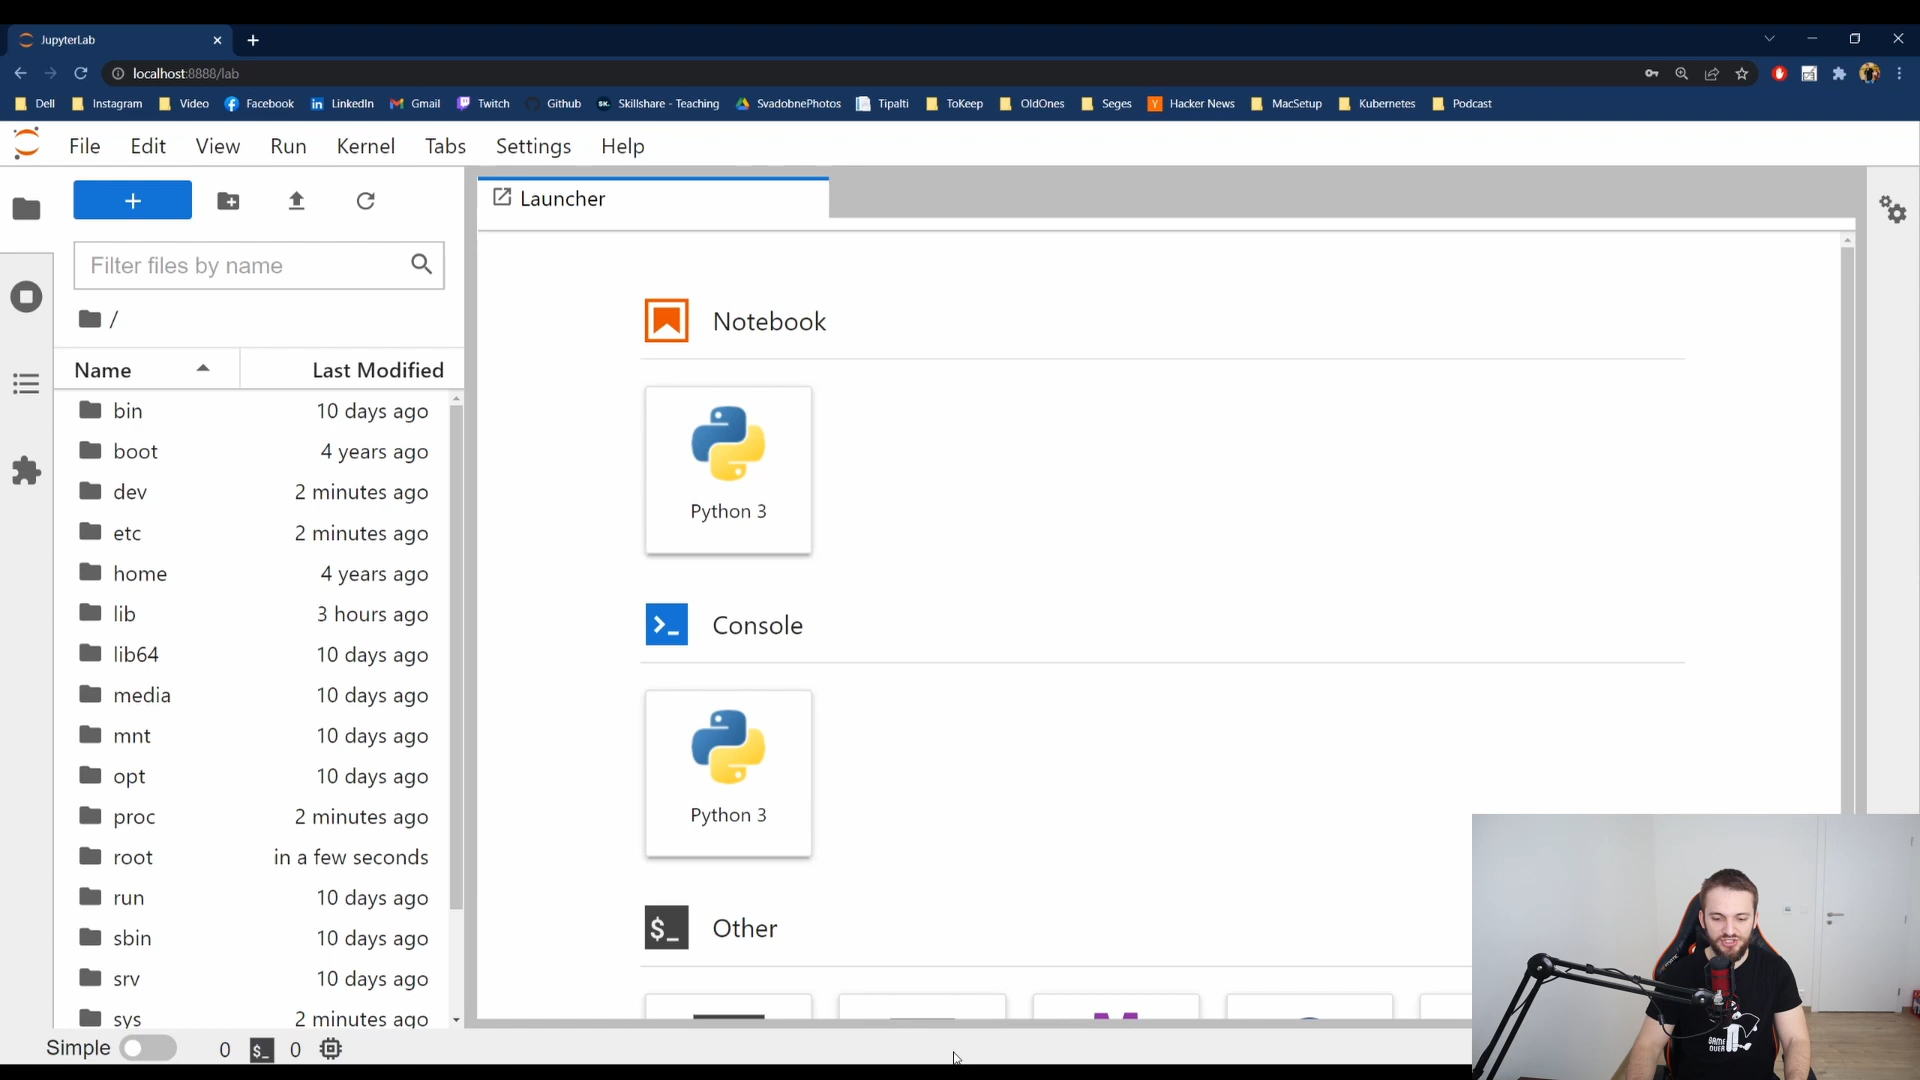 JupyterLab
localhost:8888/lab
Dell Instagram Video Facebook LinkedIn Gmail Twitch Github Skillshare - Teaching SvadobnePhotos Tipalti ToKeep OldOnes Seges Hacker News MacSetup Kubernetes Podcast
File Edit View Run Kernel Tabs Settings Help
Launcher
Filter files by name
/
Name Last Modified
bin 10 days ago
boot 4 years ago
dev 2 minutes ago
etc 2 minutes ago
home 4 years ago
lib 3 hours ago
lib64 10 days ago
media 10 days ago
mnt 10 days ago
opt 10 days ago
proc 2 minutes ago
root in a few seconds
run 10 days ago
sbin 10 days ago
srv 10 days ago
sys 2 minutes ago
Notebook
Python 3
Console
Python 3
$_ Other
Simple 0 $_ 0
GAME
OVER